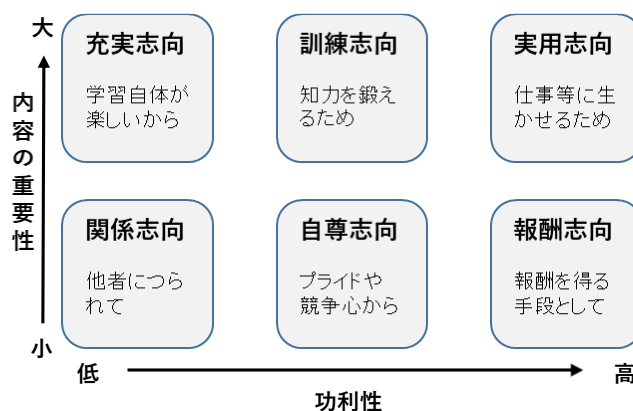 大
内容の重要性
小
充実志向
学習自体が
楽しいから
訓練志向
知力を鍛え
るため
実用志向
仕事等に生
かせるため
関係志向
他者につら
れて
自尊志向
プライドや
競争心から
報酬志向
報酬を得る
手段として
低
高
功利性